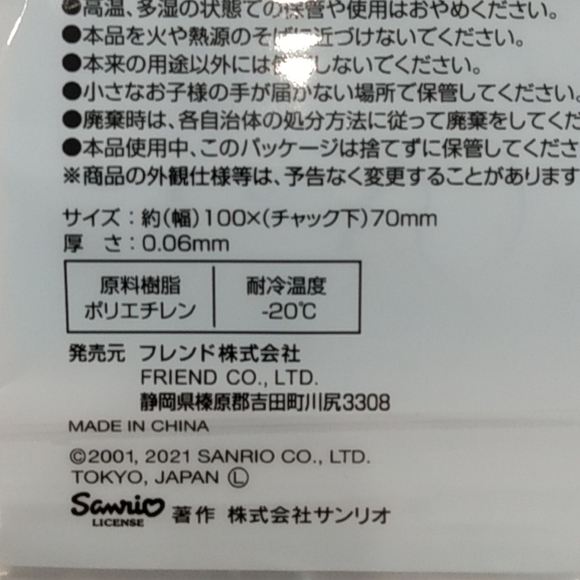 ●高温、多湿の状態での保管や使用はおやめください。
●本品を火や熱源のそばに近づけないでください。
●本来の用途以外には使用しないでください。
●小さなお子様の手が届かない場所で保管してください。
●廃棄時は、各自治体の処分方法に従って廃棄をしてくだ
●本品使用中、このパッケージは捨てずに保管してくださ
※商品の外観仕様等は、予告なく変更することがあります
サイズ：約(幅)100×(チャック下)70mm
厚　さ：0.06mm
原料樹脂 耐冷温度
ポリエチレン -20℃
発売元 フレンド株式会社
FRIEND CO., LTD.
静岡県榛原郡吉田町川尻3308
MADE IN CHINA
©2001, 2021 SANRIO CO., LTD.
TOKYO, JAPAN Ⓛ
Sanrio 著作 株式会社サンリオ
LICENSE